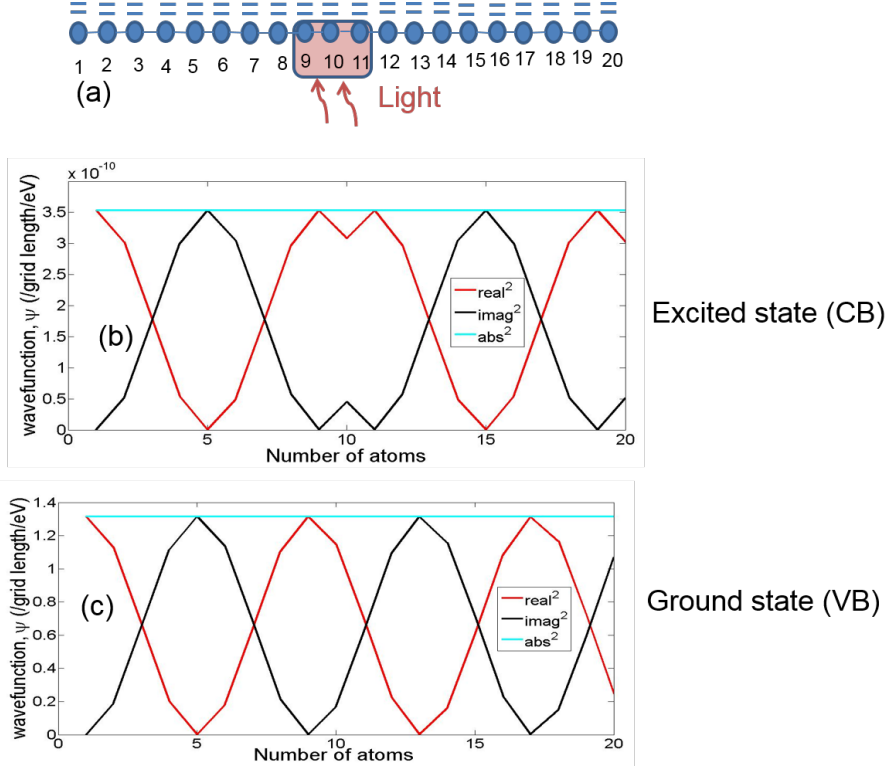 1 2 3 4 5 6 7 8 9 10 11 12 13 14 15 16 17 18 19 20
(a)
Light
x 10⁻¹⁰
wavefunction, ψ (/grid length/eV)
3.5
3
2.5
2
1.5
1
0.5
0
(b)
real²
imag²
abs²
0 5 10 15 20
Number of atoms
Excited state (CB)
wavefunction, ψ (/grid length/eV)
1.4
1.2
1
0.8
0.6
0.4
0.2
0
(c)
real²
imag²
abs²
0 5 10 15 20
Number of atoms
Ground state (VB)